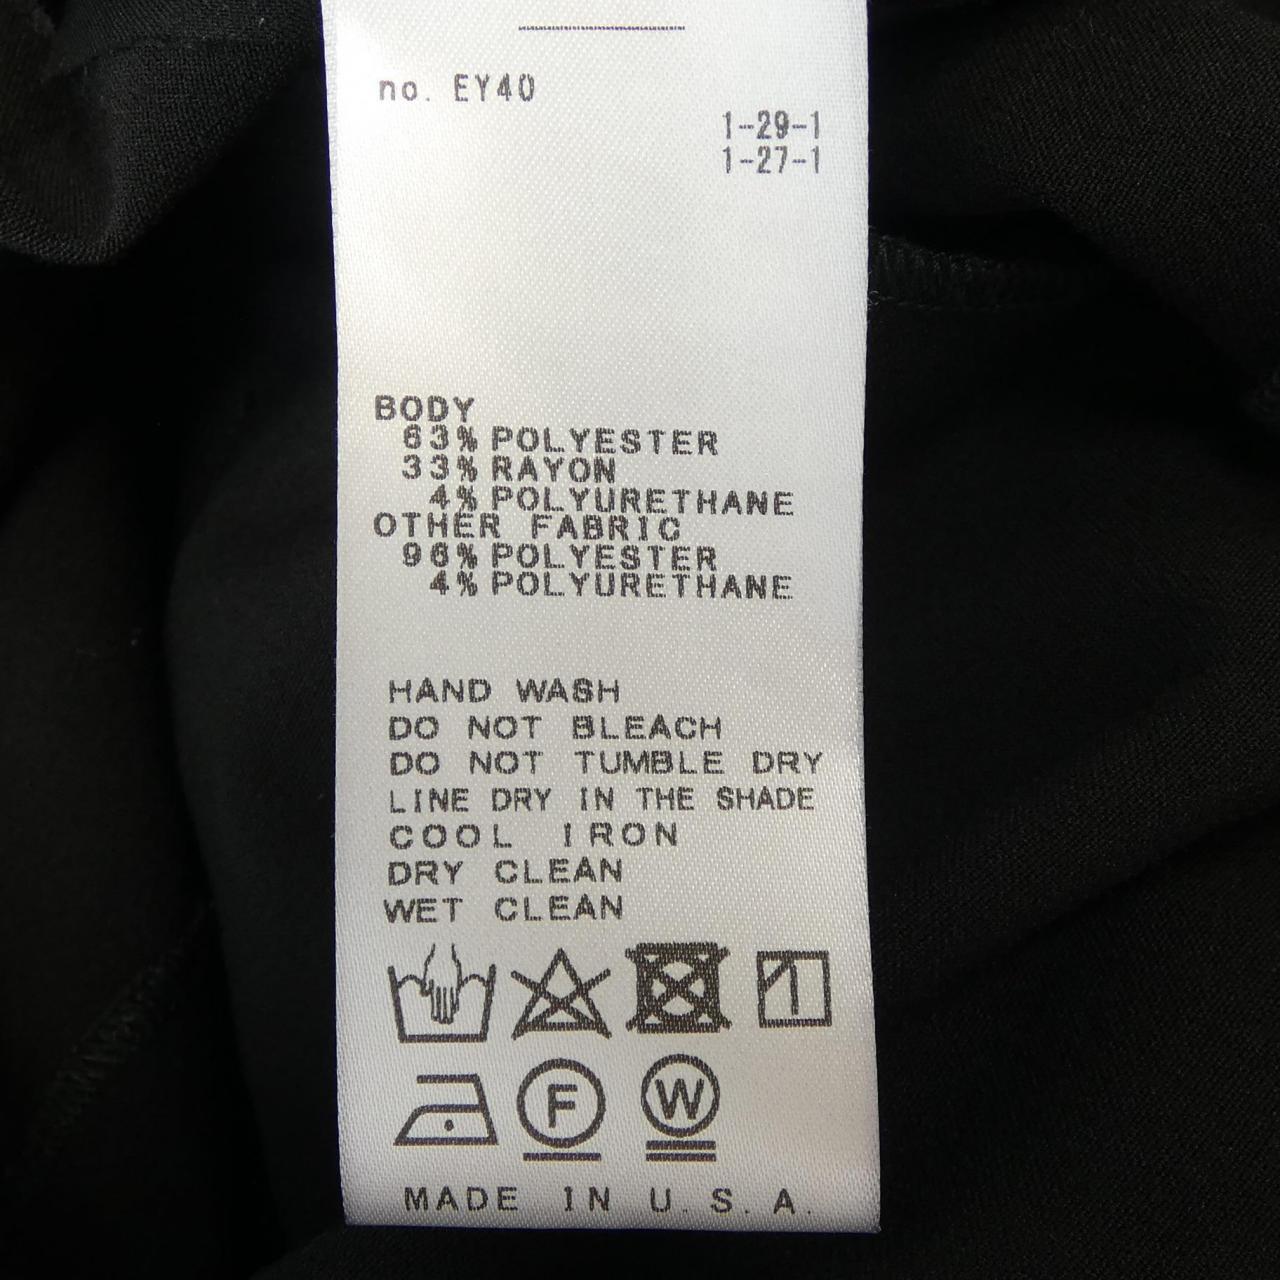 no. EY40
1-29-1
1-27-1
BODY
63% POLYESTER
33% RAYON
4% POLYURETHANE
OTHER FABRIC
96% POLYESTER
4% POLYURETHANE
HAND WASH
DO NOT BLEACH
DO NOT TUMBLE DRY
LINE DRY IN THE SHADE
COOL IRON
DRY CLEAN
WET CLEAN
F W
MADE IN U.S.A.